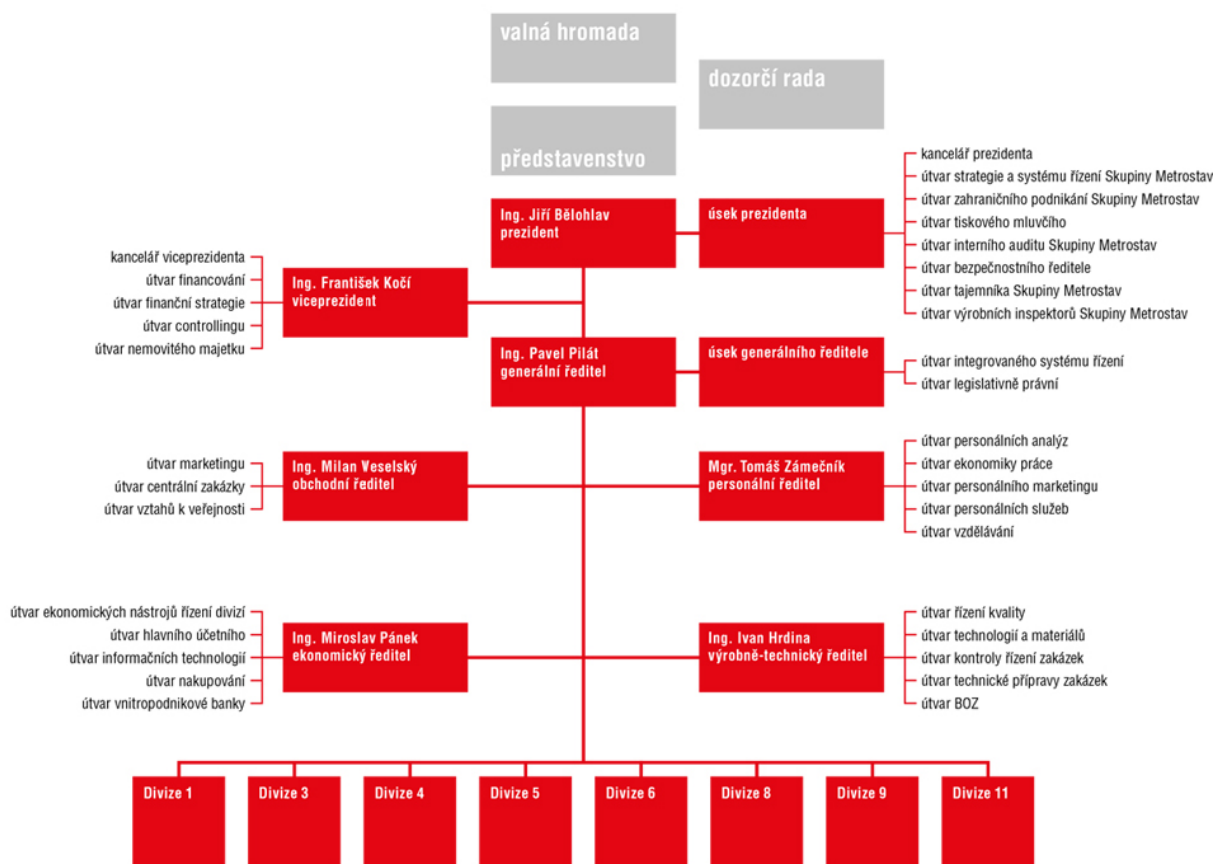 valná hromada
dozorčí rada
představenstvo
Ing. Jiří Bělohlav
prezident
úsek prezidenta
kancelář prezidenta
útvar strategie a systému řízení Skupiny Metrostav
útvar zahraničního podnikání Skupiny Metrostav
útvar tiskového mluvčího
útvar interního auditu Skupiny Metrostav
útvar bezpečnostního ředitele
útvar tajemníka Skupiny Metrostav
útvar výrobních inspektorů Skupiny Metrostav
kancelář viceprezidenta
útvar financování
útvar finanční strategie
útvar controllingu
útvar nemovitého majetku
Ing. František Kočí
viceprezident
Ing. Pavel Pilát
generální ředitel
úsek generálního ředitele
útvar integrovaného systému řízení
útvar legislativně právní
útvar marketingu
útvar centrální zakázky
útvar vztahů k veřejnosti
Ing. Milan Veselský
obchodní ředitel
Mgr. Tomáš Zámečník
personální ředitel
útvar personálních analýz
útvar ekonomiky práce
útvar personálního marketingu
útvar personálních služeb
útvar vzdělávání
útvar ekonomických nástrojů řízení divizí
útvar hlavního účetního
útvar informačních technologií
útvar nakupování
útvar vnitropodnikové banky
Ing. Miroslav Pánek
ekonomický ředitel
Ing. Ivan Hrdina
výrobně-technický ředitel
útvar řízení kvality
útvar technologií a materiálů
útvar kontroly řízení zakázek
útvar technické přípravy zakázek
útvar BOZ
Divize 1
Divize 3
Divize 4
Divize 5
Divize 6
Divize 8
Divize 9
Divize 11